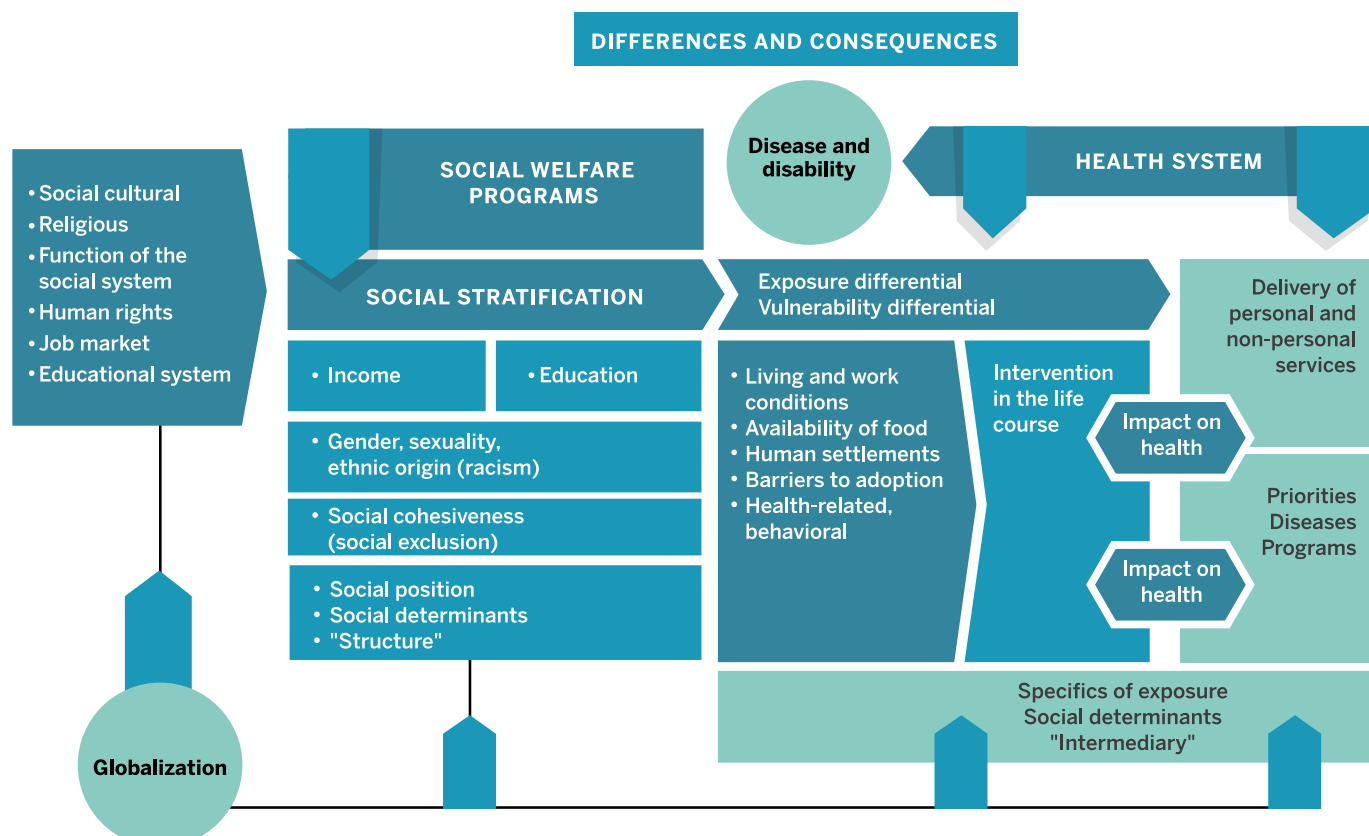 DIFFERENCES AND CONSEQUENCES
• Social cultural
• Religious
• Function of the
social system
• Human rights
• Job market
• Educational system
SOCIAL WELFARE
PROGRAMS
Disease and
disability
HEALTH SYSTEM
SOCIAL STRATIFICATION
Exposure differential
Vulnerability differential
• Income
• Education
• Gender, sexuality,
ethnic origin (racism)
• Social cohesiveness
(social exclusion)
• Social position
• Social determinants
• "Structure"
• Living and work
conditions
• Availability of food
• Human settlements
• Barriers to adoption
• Health-related,
behavioral
Intervention
in the life
course
Delivery of
personal and
non-personal
services
Impact on
health
Priorities
Diseases
Programs
Impact on
health
Specifics of exposure
Social determinants
"Intermediary"
Globalization